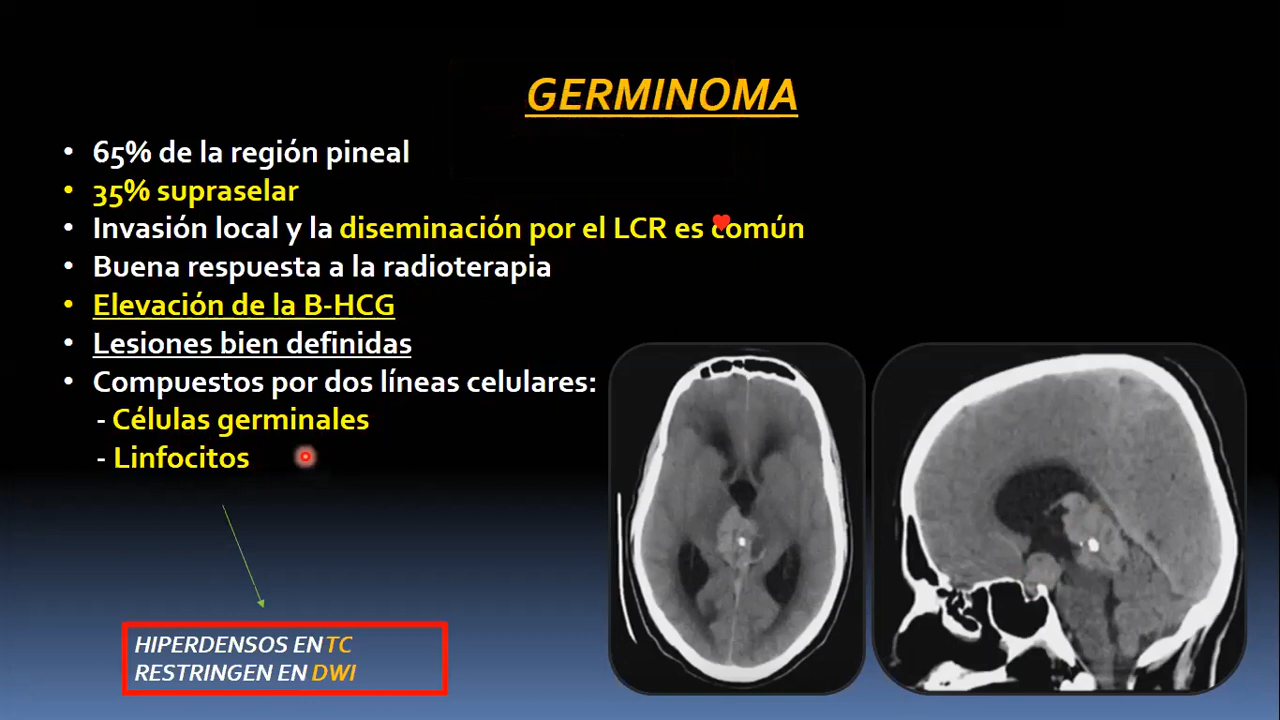 GERMINOMA
• 65% de la región pineal
• 35% supraselar
• Invasión local y la diseminación por el LCR es común
• Buena respuesta a la radioterapia
• Elevación de la B-HCG
• Lesiones bien definidas
• Compuestos por dos líneas celulares:
- Células germinales
- Linfocitos
HIPERDENSOS EN TC
RESTRINGEN EN DWI